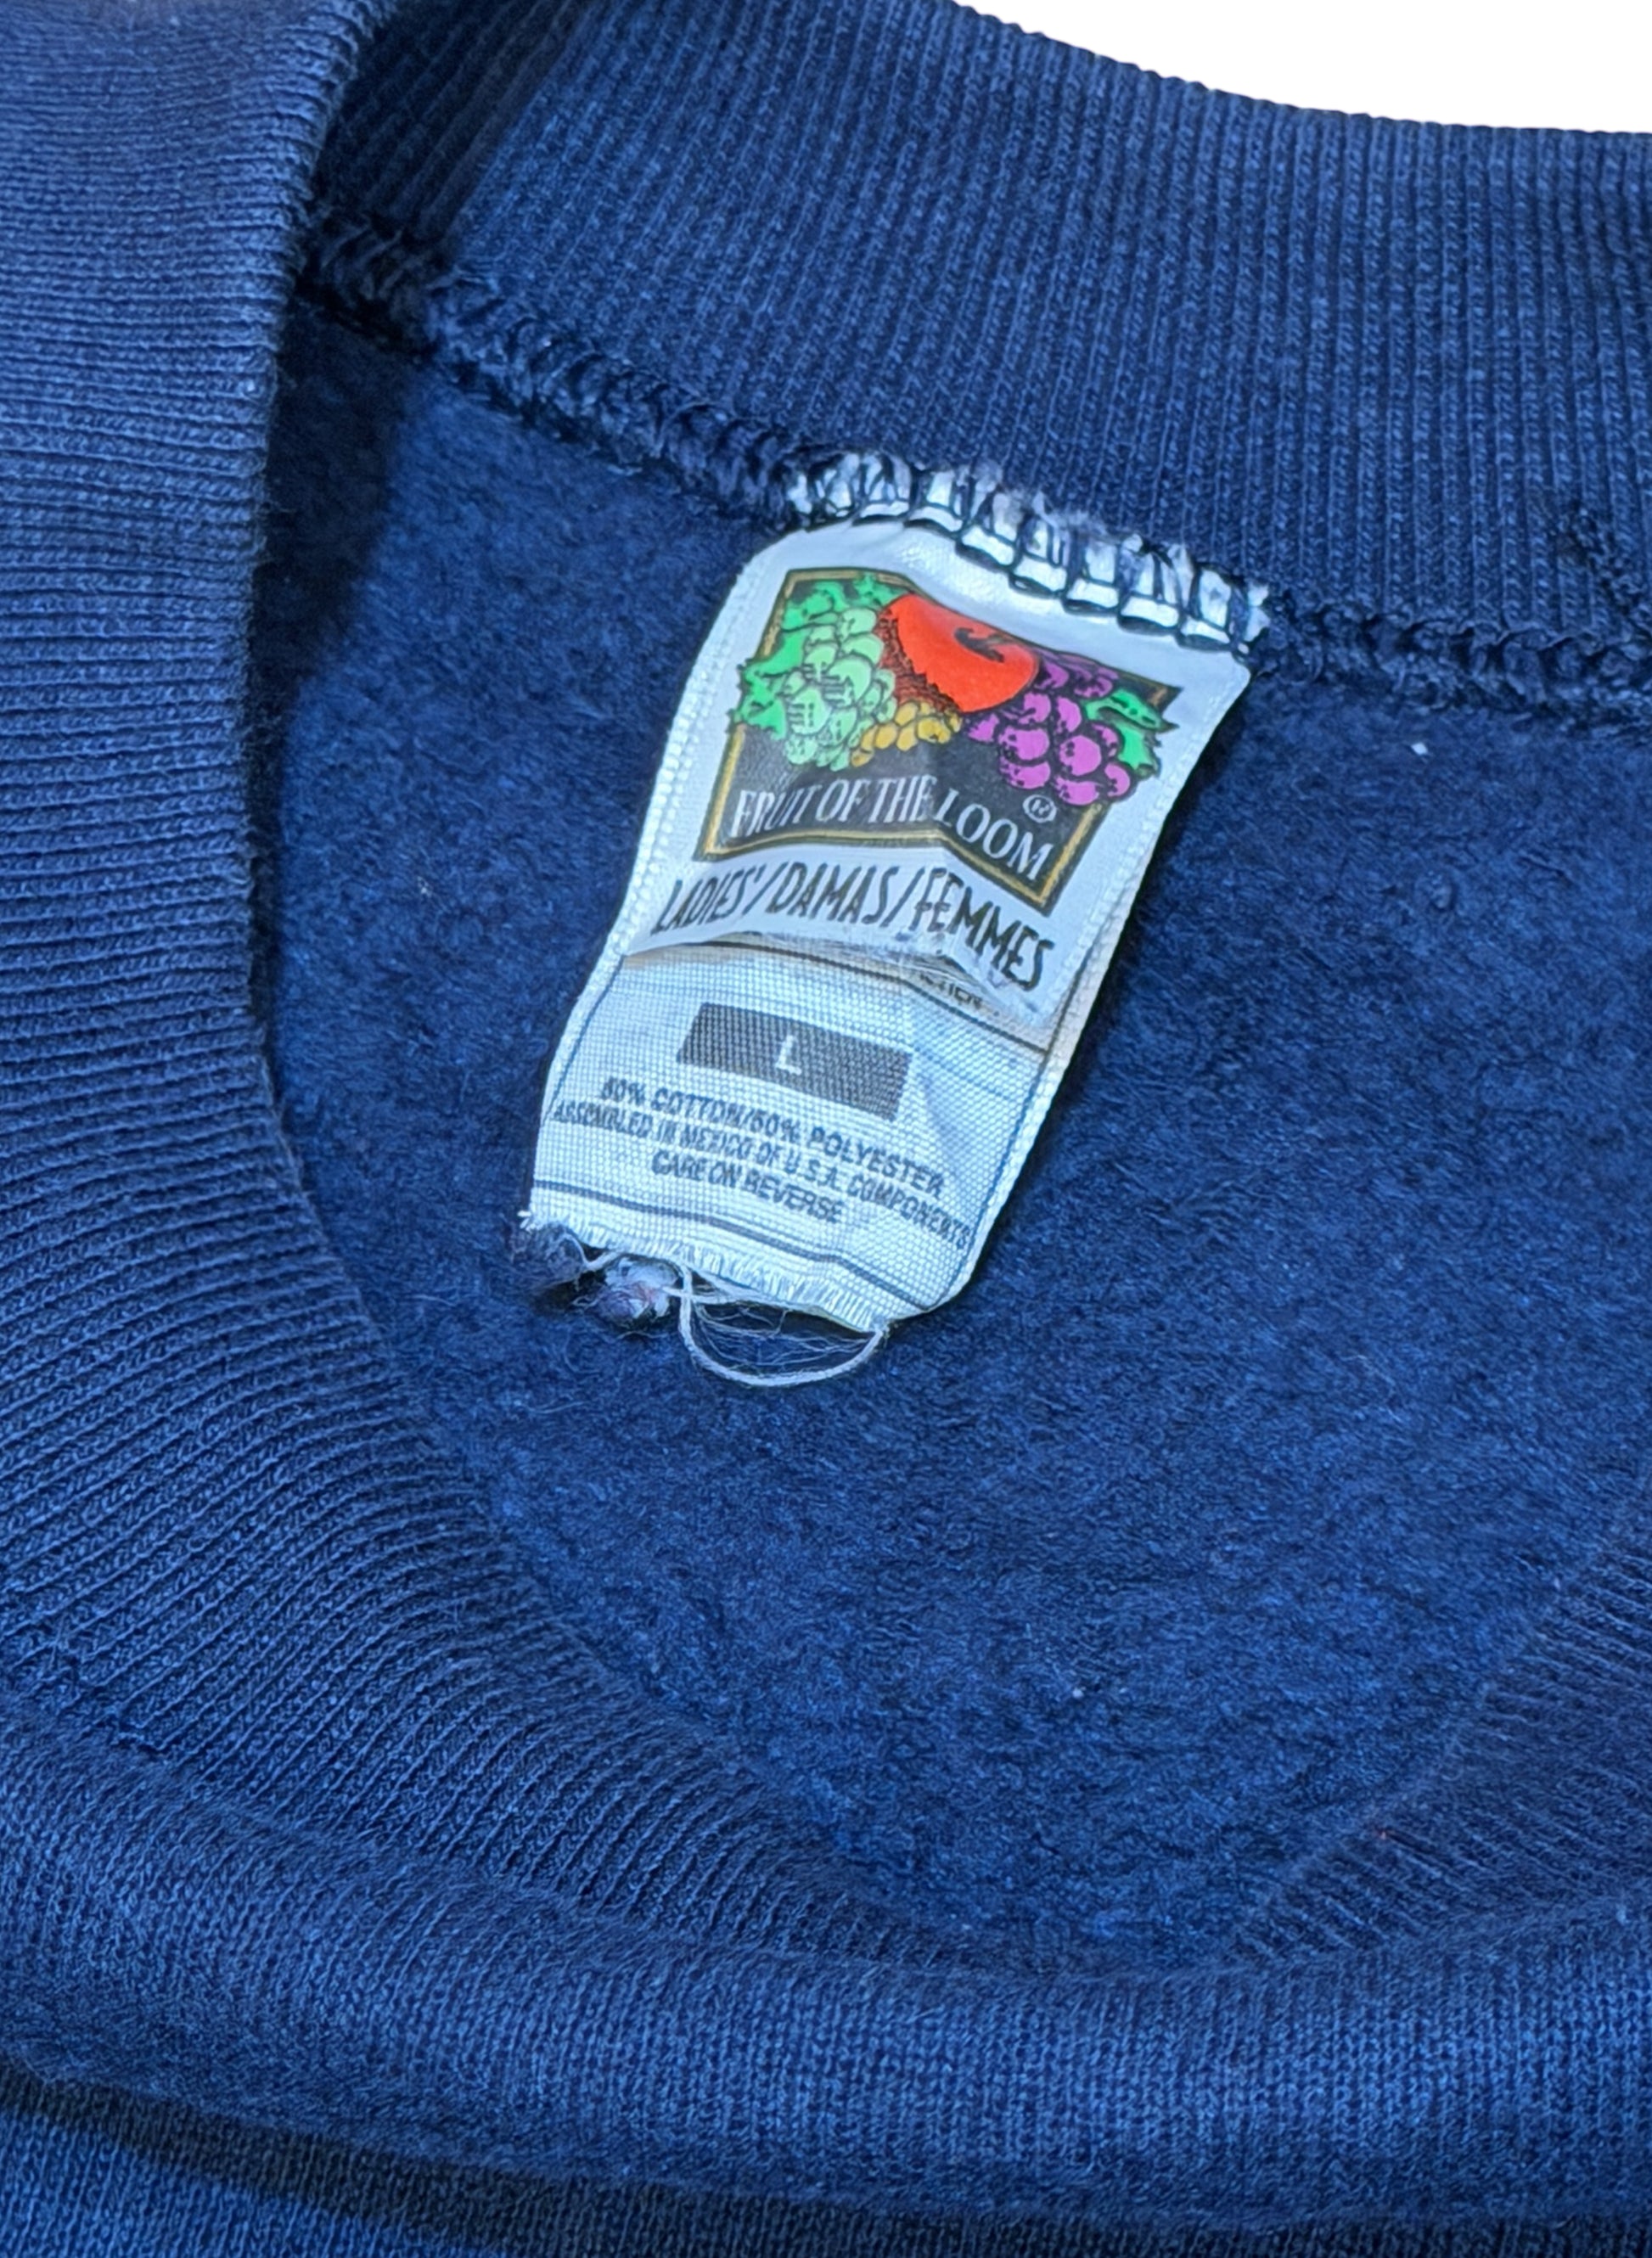 FRUIT OF THE LOOM ®
LADIES'/DAMAS/FEMMES
L
50% COTTON/50% POLYESTER
ASSEMBLED IN MEXICO OF U.S.A. COMPONENTS
CARE ON REVERSE